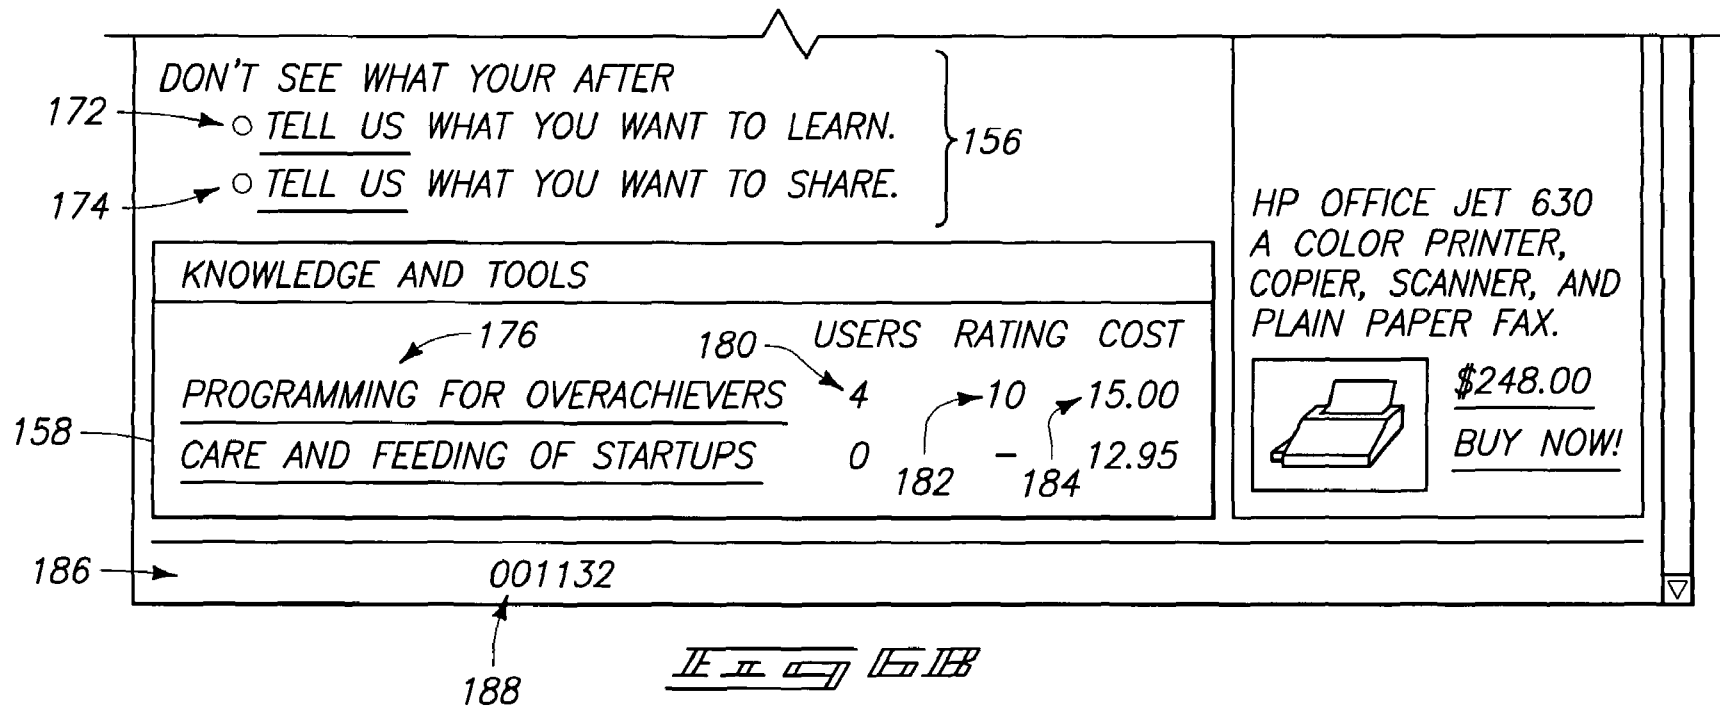 DON'T SEE WHAT YOUR AFTER
172
TELL US WHAT YOU WANT TO LEARN.
156
174
TELL US WHAT YOU WANT TO SHARE.
KNOWLEDGE AND TOOLS
176
180
USERS RATING COST
PROGRAMMING FOR OVERACHIEVERS 4 10 15.00
158
CARE AND FEEDING OF STARTUPS 0 - 12.95
182 184
HP OFFICE JET 630
A COLOR PRINTER,
COPIER, SCANNER, AND
PLAIN PAPER FAX.
$248.00
BUY NOW!
186
001132
188
Fig 6B